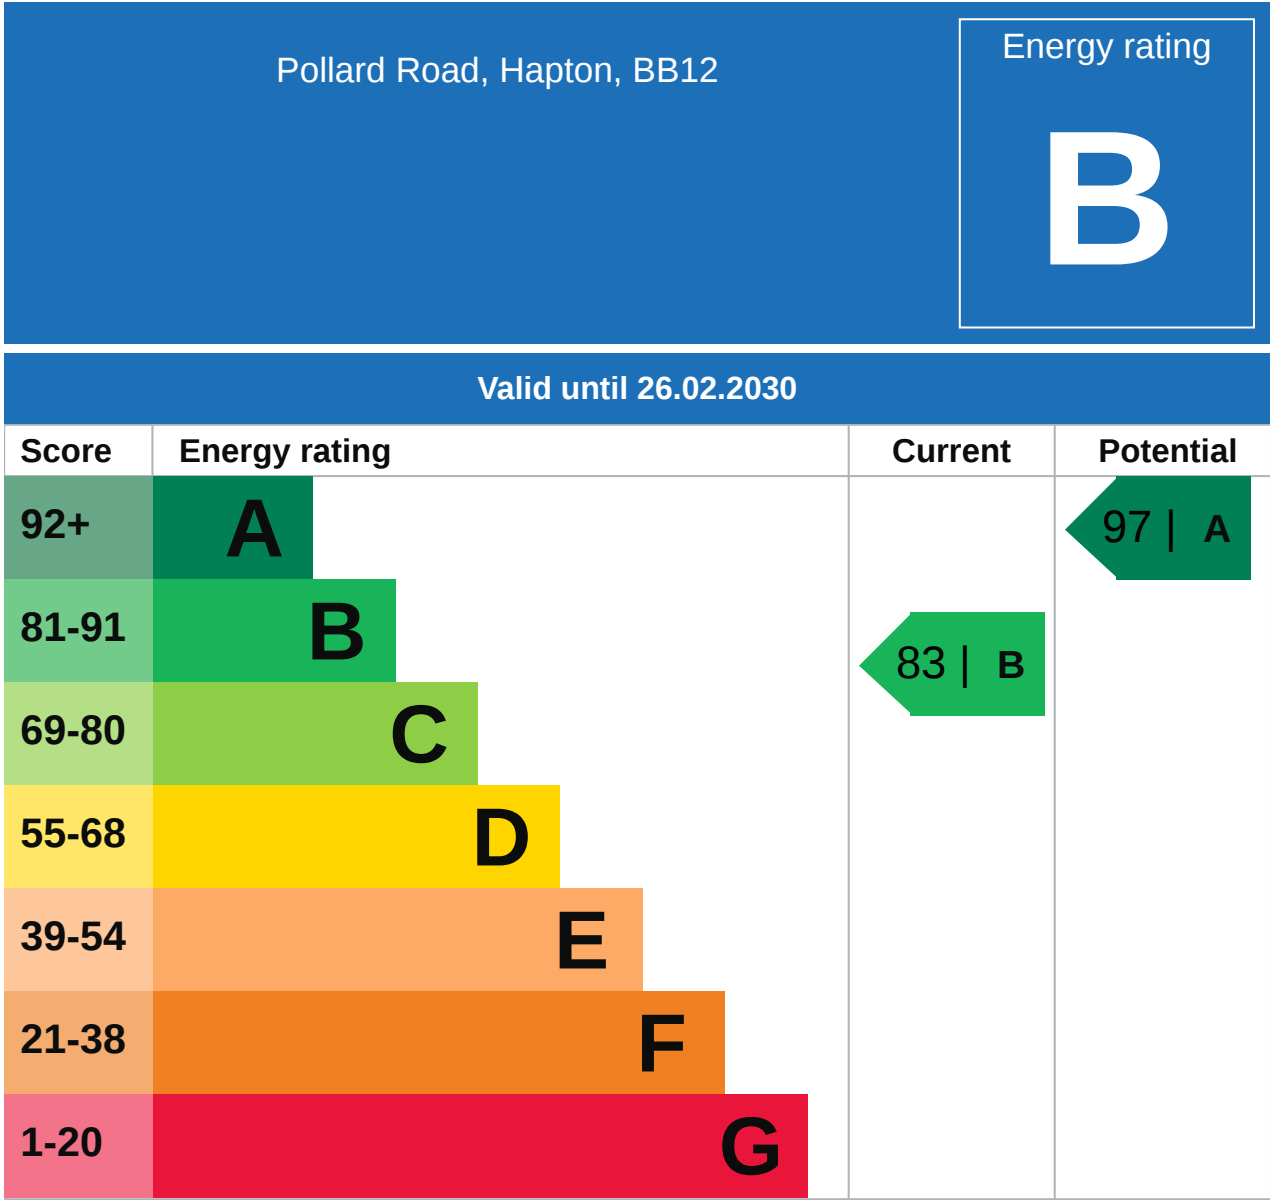 Pollard Road, Hapton, BB12
Energy rating
B
Valid until 26.02.2030
Score Energy rating Current Potential
92+ A 97 | A
81-91 B 83 | B
69-80 C
55-68 D
39-54 E
21-38 F
1-20 G